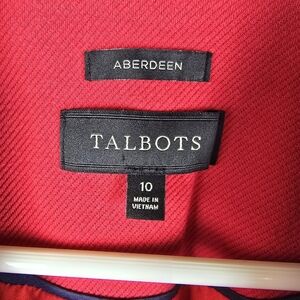 ABERDEEN
TALBOTS
10
MADE IN
VIETNAM